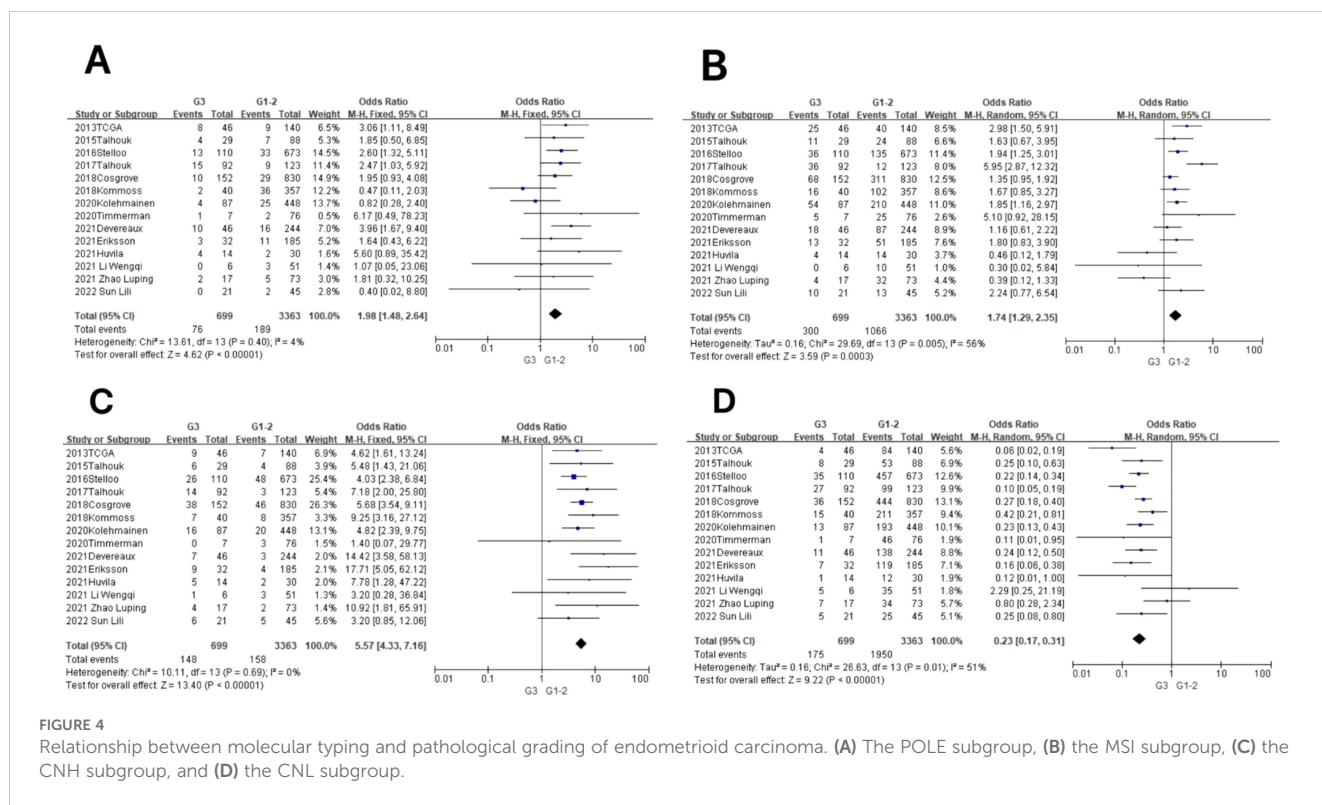 A
G3 G1-2 Odds Ratio Odds Ratio
Study or Subgroup Events Total Events Total Weight M-H, Fixed, 95% CI M-H, Fixed, 95% CI
2013TCGA 8 46 9 140 6.5% 3.06 [1.11, 8.49]
2015Talhouk 4 29 7 88 5.3% 1.85 [0.50, 6.85]
2016Stelloo 13 110 33 673 14.5% 2.60 [1.32, 5.11]
2017Talhouk 15 92 9 123 11.4% 2.47 [1.03, 5.92]
2018Cosgrove 10 152 29 830 15.9% 1.95 [0.93, 4.08]
2018Kommoss 2 40 36 357 12.9% 0.47 [0.11, 2.03]
2020Kolehmainen 4 87 25 448 14.0% 0.82 [0.28, 2.40]
2020Timmerman 1 7 2 76 0.5% 6.17 [0.49, 78.23]
2021Devereaux 10 46 16 244 7.1% 3.96 [1.67, 9.40]
2021Eriksson 3 32 11 185 5.1% 1.64 [0.43, 6.22]
2021Huvila 4 14 2 30 1.7% 5.60 [0.89, 35.42]
2021 Li Wengqi 0 6 3 51 1.5% 1.07 [0.05, 23.06]
2021 Zhao Luping 2 17 5 73 2.9% 1.81 [0.32, 10.25]
2022 Sun Lili 0 21 2 45 2.8% 0.40 [0.02, 8.80]
Total (95% CI) 699 3363 100.0% 1.98 [1.48, 2.64]
Total events 76 189
Heterogeneity: Chi² = 13.61, df = 13 (P = 0.40); I² = 4%
Test for overall effect: Z = 4.62 (P < 0.00001)
0.01 0.1 1 10 100
G3 G1-2
B
G3 G1-2 Odds Ratio Odds Ratio
Study or Subgroup Events Total Events Total Weight M-H, Random, 95% CI M-H, Random, 95% CI
2013TCGA 25 46 40 140 8.5% 2.98 [1.50, 5.91]
2015Talhouk 11 29 24 88 6.7% 1.63 [0.67, 3.95]
2016Stelloo 36 110 135 673 11.4% 1.94 [1.25, 3.01]
2017Talhouk 36 92 12 123 8.2% 5.95 [2.87, 12.32]
2018Cosgrove 68 152 311 830 12.5% 1.35 [0.95, 1.92]
2018Kommoss 16 40 102 357 8.6% 1.67 [0.85, 3.27]
2020Kolehmainen 54 87 210 448 11.0% 1.85 [1.16, 2.97]
2020Timmerman 5 7 25 76 2.6% 5.10 [0.92, 28.15]
2021Devereaux 18 46 87 244 8.9% 1.16 [0.61, 2.22]
2021Eriksson 13 32 51 185 7.5% 1.80 [0.83, 3.90]
2021Huvila 4 14 14 30 4.0% 0.46 [0.12, 1.79]
2021 Li Wengqi 0 6 10 51 1.0% 0.30 [0.02, 5.84]
2021 Zhao Luping 4 17 32 73 4.7% 0.39 [0.12, 1.33]
2022 Sun Lili 10 21 13 45 5.2% 2.24 [0.77, 6.54]
Total (95% CI) 699 3363 100.0% 1.74 [1.29, 2.35]
Total events 300 1066
Heterogeneity: Tau² = 0.16; Chi² = 29.69, df = 13 (P = 0.005); I² = 56%
Test for overall effect: Z = 3.59 (P = 0.0003)
0.01 0.1 1 10 100
G3 G1-2
C
G3 G1-2 Odds Ratio Odds Ratio
Study or Subgroup Events Total Events Total Weight M-H, Fixed, 95% CI M-H, Fixed, 95% CI
2013TCGA 9 46 7 140 6.9% 4.62 [1.61, 13.24]
2015Talhouk 6 29 4 88 3.9% 5.48 [1.43, 21.06]
2016Stelloo 26 110 48 673 25.4% 4.03 [2.38, 6.84]
2017Talhouk 14 92 3 123 4.6% 7.18 [2.00, 25.80]
2018Cosgrove 38 152 46 830 26.3% 5.68 [3.54, 9.11]
2018Kommoss 7 40 8 357 3.3% 9.25 [3.16, 27.12]
2020Kolehmainen 16 87 20 448 13.1% 4.82 [2.39, 9.75]
2020Timmerman 0 7 3 76 1.4% 1.40 [0.07, 29.77]
2021Devereaux 7 46 3 244 2.0% 14.42 [3.58, 58.13]
2021Eriksson 9 32 4 185 2.1% 17.71 [5.05, 62.12]
2021Huvila 5 14 2 30 1.9% 7.78 [1.28, 47.22]
2021 Li Wengqi 1 6 3 51 1.2% 3.20 [0.28, 36.84]
2021 Zhao Luping 4 17 2 73 1.4% 10.92 [1.81, 65.91]
2022 Sun Lili 6 21 5 45 6.5% 3.20 [0.85, 12.06]
Total (95% CI) 699 3363 100.0% 5.57 [4.33, 7.16]
Total events 148 158
Heterogeneity: Chi² = 10.11, df = 13 (P = 0.69); I² = 0%
Test for overall effect: Z = 13.40 (P < 0.00001)
0.01 0.1 1 10 100
G3 G1-2
D
G3 G1-2 Odds Ratio Odds Ratio
Study or Subgroup Events Total Events Total Weight M-H, Random, 95% CI M-H, Random, 95% CI
2013TCGA 4 46 84 140 5.6% 0.06 [0.02, 0.19]
2015Talhouk 8 29 53 88 7.2% 0.25 [0.10, 0.63]
2016Stelloo 35 110 457 673 12.6% 0.22 [0.14, 0.34]
2017Talhouk 27 92 99 123 9.9% 0.10 [0.05, 0.19]
2018Cosgrove 36 152 444 830 13.0% 0.27 [0.18, 0.40]
2018Kommoss 15 40 211 357 9.4% 0.42 [0.21, 0.81]
2020Kolehmainen 13 87 193 448 10.1% 0.23 [0.13, 0.43]
2020Timmerman 1 7 46 76 1.7% 0.11 [0.01, 0.95]
2021Devereaux 11 46 138 244 8.8% 0.24 [0.12, 0.50]
2021Eriksson 7 32 119 185 7.2% 0.16 [0.06, 0.38]
2021Huvila 1 14 12 30 1.7% 0.12 [0.01, 1.00]
2021 Li Wengqi 5 6 35 51 1.6% 2.29 [0.25, 21.19]
2021 Zhao Luping 7 17 34 73 6.0% 0.80 [0.28, 2.34]
2022 Sun Lili 5 21 25 45 5.2% 0.25 [0.08, 0.80]
Total (95% CI) 699 3363 100.0% 0.23 [0.17, 0.31]
Total events 175 1950
Heterogeneity: Tau² = 0.16; Chi² = 26.63, df = 13 (P = 0.01); I² = 51%
Test for overall effect: Z = 9.22 (P < 0.00001)
0.01 0.1 1 10 100
G3 G1-2
FIGURE 4
Relationship between molecular typing and pathological grading of endometrioid carcinoma. (A) The POLE subgroup, (B) the MSI subgroup, (C) the
CNH subgroup, and (D) the CNL subgroup.